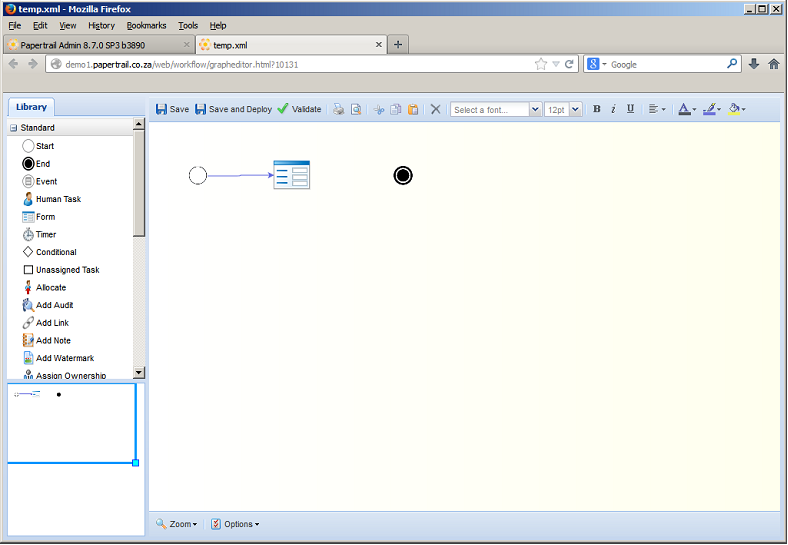 temp.xml - Mozilla Firefox
File Edit View History Bookmarks Tools Help
Papertrail Admin 8.7.0 SP3 b3890
temp.xml
demo1.papertrail.co.za/web/workflow/grapheditor.html?10131
Google
Library
Save Save and Deploy Validate Select a font... 12pt B I U A
Standard
Start
End
Event
Human Task
Form
Timer
Conditional
Unassigned Task
Allocate
Add Audit
Add Link
Add Note
Add Watermark
Assign Ownership
Zoom Options